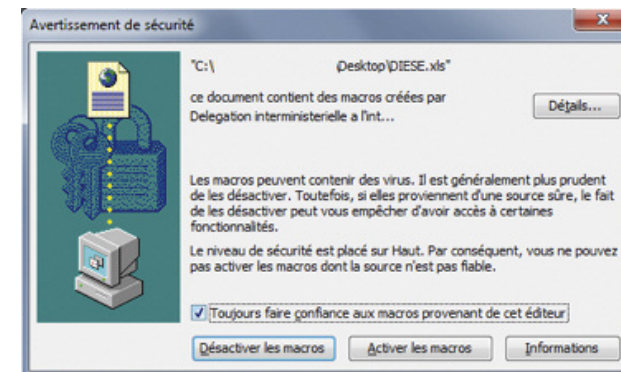 Avertissement de sécurité
"C:\ Desktop\DIESE.xls"
ce document contient des macros créées par
Delegation interministerielle a l'int...
Détails...
Les macros peuvent contenir des virus. Il est généralement plus prudent
de les désactiver. Toutefois, si elles proviennent d'une source sûre, le fait
de les désactiver peut vous empêcher d'avoir accès à certaines
fonctionnalités.
Le niveau de sécurité est placé sur Haut. Par conséquent, vous ne pouvez
pas activer les macros dont la source n'est pas fiable.
Toujours faire confiance aux macros provenant de cet éditeur
Désactiver les macros
Activer les macros
Informations